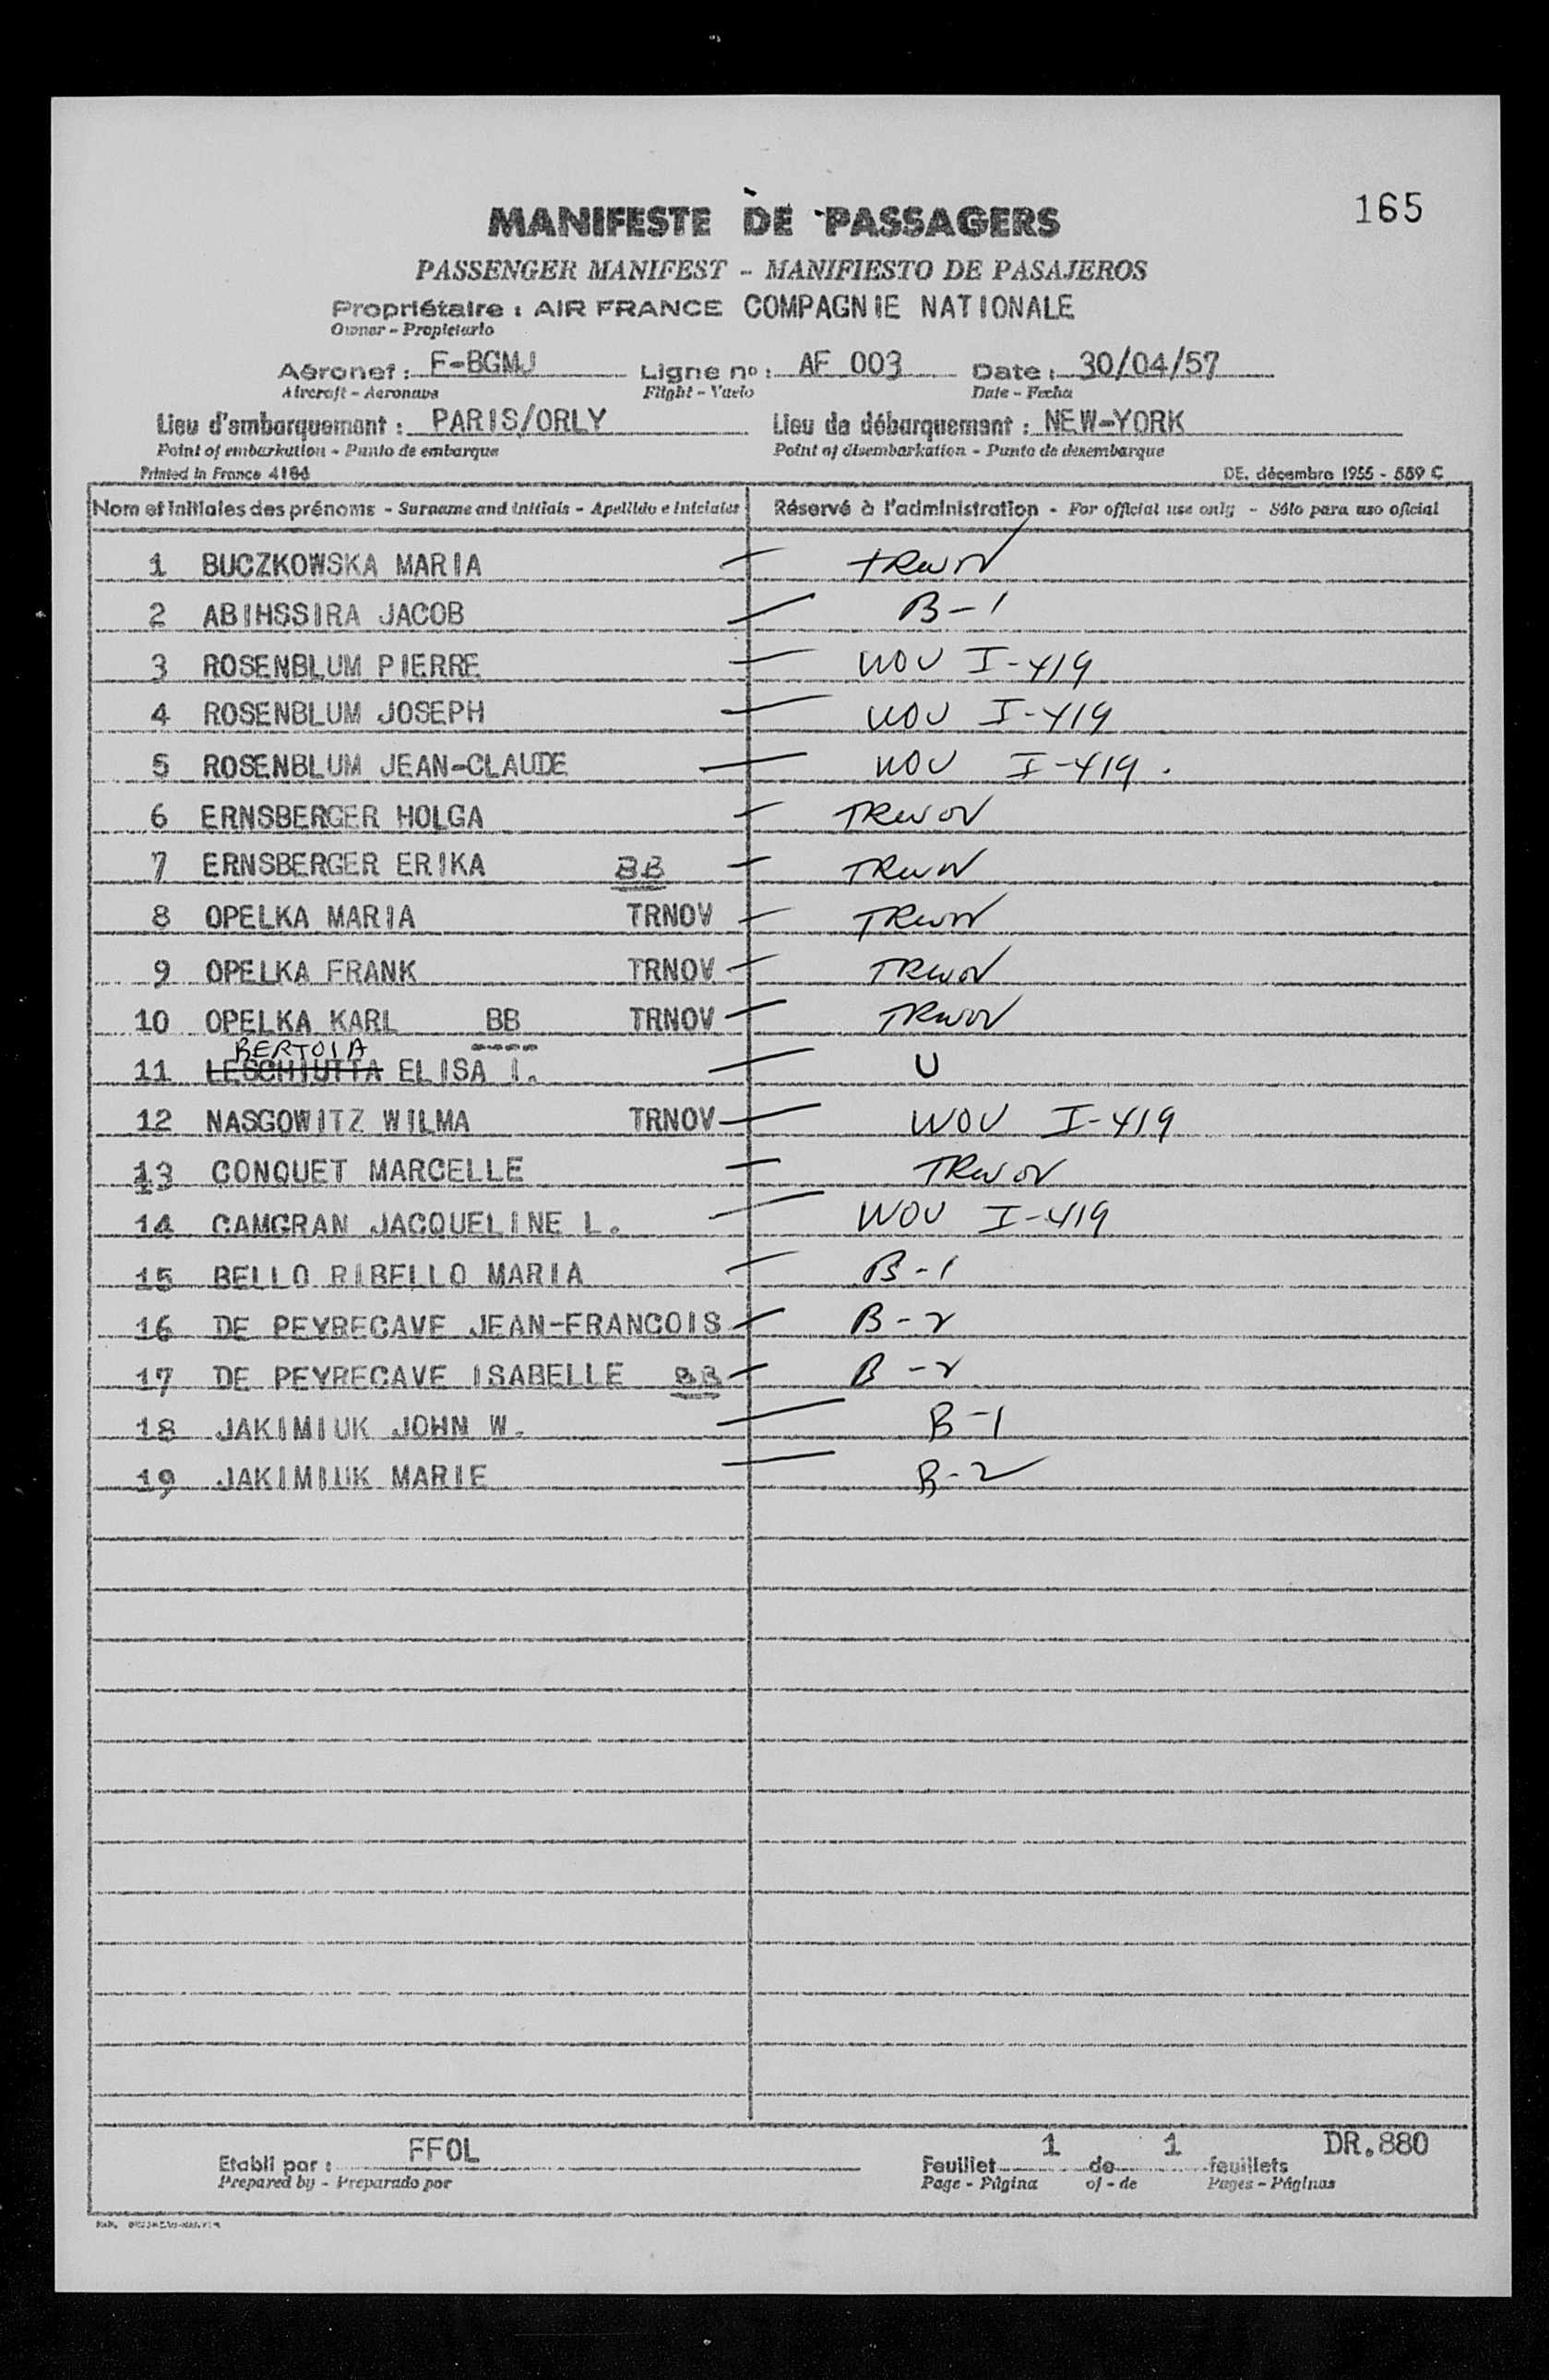 165
MANIFESTE DE PASSAGERS
PASSENGER MANIFEST - MANIFIESTO DE PASAJEROS
Propriétaire : AIR FRANCE COMPAGNIE NATIONALE
Owner - Propietario
Aéronef : F-BGMJ Ligne nº : AF 003 Date : 30/04/57
Aircraft - Aeronave Flight - Vuelo Date - Fecha
Lieu d'embarquement : PARIS/ORLY Lieu de débarquement : NEW-YORK
Point of embarkation - Punto de embarque Point of disembarkation - Punto de desembarque
Printed in France 4186 DE. décembre 1955 - 559 C
Nom et initiales des prénoms - Surname and initials - Apellido e iniciales Réservé à l'administration - For official use only - Sólo para uso oficial
1 BUCZKOWSKA MARIA TRWOV
2 ABIHSSIRA JACOB B-1
3 ROSENBLUM PIERRE WOV I-419
4 ROSENBLUM JOSEPH WOV I-419
5 ROSENBLUM JEAN-CLAUDE WOV I-419.
6 ERNSBERGER HOLGA TRWOV
7 ERNSBERGER ERIKA BB TRWOV
8 OPELKA MARIA TRNOV TRWOV
9 OPELKA FRANK TRNOV TRWOV
10 OPELKA KARL BB TRNOV TRWOV
BERTOIA
11 LESCHIUTTA ELISA I. U
12 NASGOWITZ WILMA TRNOV WOV I-419
13 CONQUET MARCELLE TRWOV
14 CAMGRAN JACQUELINE L. WOV I-419
15 BELLO RIBELLO MARIA B-1
16 DE PEYRECAVE JEAN-FRANCOIS B-2
17 DE PEYRECAVE ISABELLE BB B-2
18 JAKIMIUK JOHN W. B-1
19 JAKIMIUK MARIE B-2
Etabli par : FFOL Feuillet 1 de 1 feuillets DR.880
Prepared by - Preparado por Page - Página of - de Pages - Páginas